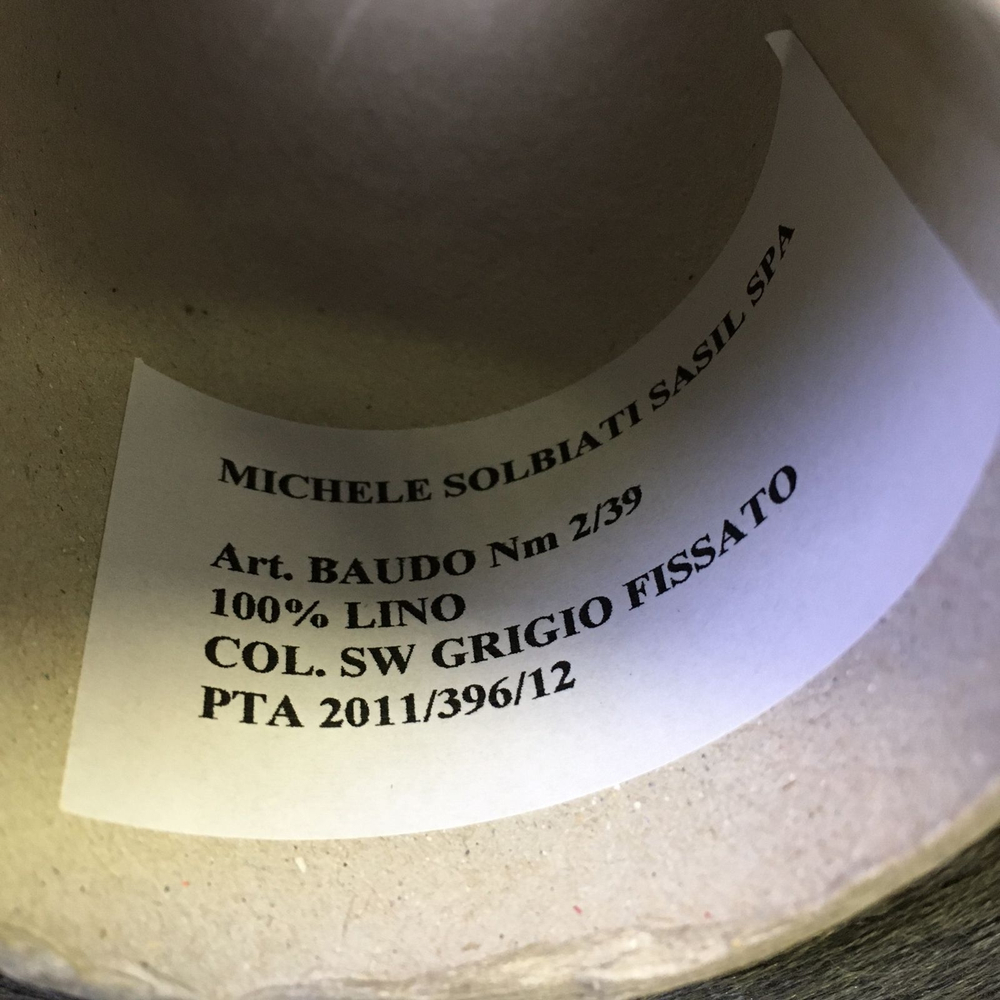 MICHELE SOLBIATI SASIL SPA
Art. BAUDO Nm 2/39
100% LINO
COL. SW GRIGIO FISSATO
PTA 2011/396/12